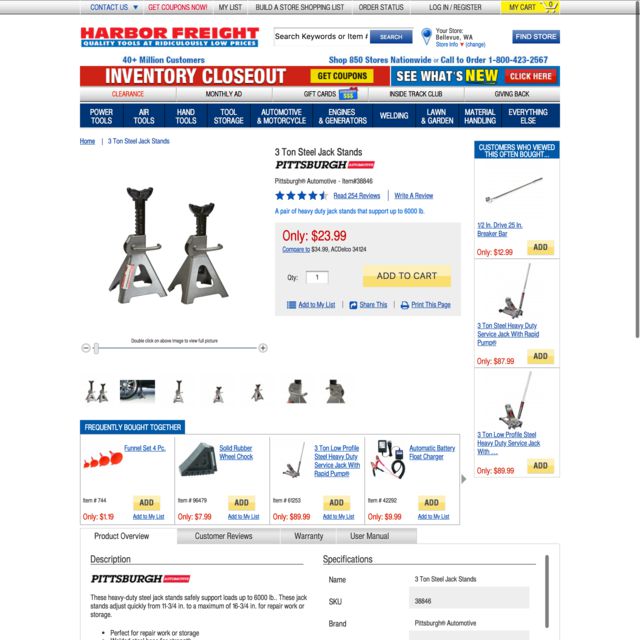 CONTACT US
GET COUPONS NOW!
MY LIST
BUILD A STORE SHOPPING LIST
ORDER STATUS
LOG IN / REGISTER
MY CART
HARBOR FREIGHT
QUALITY TOOLS AT RIDICULOUSLY LOW PRICES
Search Keywords or Item #
SEARCH
Your Store:
Bellevue, WA
Store Info ▼ (change)
FIND STORE
40+ Million Customers
Shop 850 Stores Nationwide or Call to Order 1-800-423-2567
INVENTORY CLOSEOUT
GET COUPONS
SEE WHAT'S NEW
CLICK HERE
CLEARANCE
MONTHLY AD
GIFT CARDS
INSIDE TRACK CLUB
GIVING BACK
POWER TOOLS
AIR TOOLS
HAND TOOLS
TOOL STORAGE
AUTOMOTIVE & MOTORCYCLE
ENGINES & GENERATORS
WELDING
LAWN & GARDEN
MATERIAL HANDLING
EVERYTHING ELSE
Home | 3 Ton Steel Jack Stands
3 Ton Steel Jack Stands
PITTSBURGH AUTOMOTIVE
Pittsburgh® Automotive - Item#38846
Read 254 Reviews | Write A Review
A pair of heavy duty jack stands that support up to 6000 lb.
Only: $23.99
Compare to $34.99, ACDelco 34124
Qty: 1
ADD TO CART
Add to My List | Share This | Print This Page
Double click on above image to view full picture
CUSTOMERS WHO VIEWED
THIS OFTEN BOUGHT...
1/2 In. Drive 25 In.
Breaker Bar
Only: $12.99
ADD
3 Ton Steel Heavy Duty
Service Jack With Rapid
Pump®
Only: $87.99
ADD
3 Ton Low Profile Steel
Heavy Duty Service Jack
With ....
Only: $89.99
ADD
FREQUENTLY BOUGHT TOGETHER
Funnel Set 4 Pc.
Item # 744
ADD
Only: $1.19
Add to My List
Solid Rubber
Wheel Chock
Item # 96479
ADD
Only: $7.99
Add to My List
3 Ton Low Profile
Steel Heavy Duty
Service Jack with
Rapid Pump®
Item # 61253
ADD
Only: $89.99
Add to My List
Automatic Battery
Float Charger
Item # 42292
ADD
Only: $9.99
Add to My List
Product Overview
Customer Reviews
Warranty
User Manual
Description
PITTSBURGH AUTOMOTIVE
These heavy-duty steel jack stands safely support loads up to 6000 lb.. These jack
stands adjust quickly from 11-3/4 in. to a maximum of 16-3/4 in. for repair work or
storage.
• Perfect for repair work or storage
Specifications
Name
3 Ton Steel Jack Stands
SKU
38846
Brand
Pittsburgh® Automotive